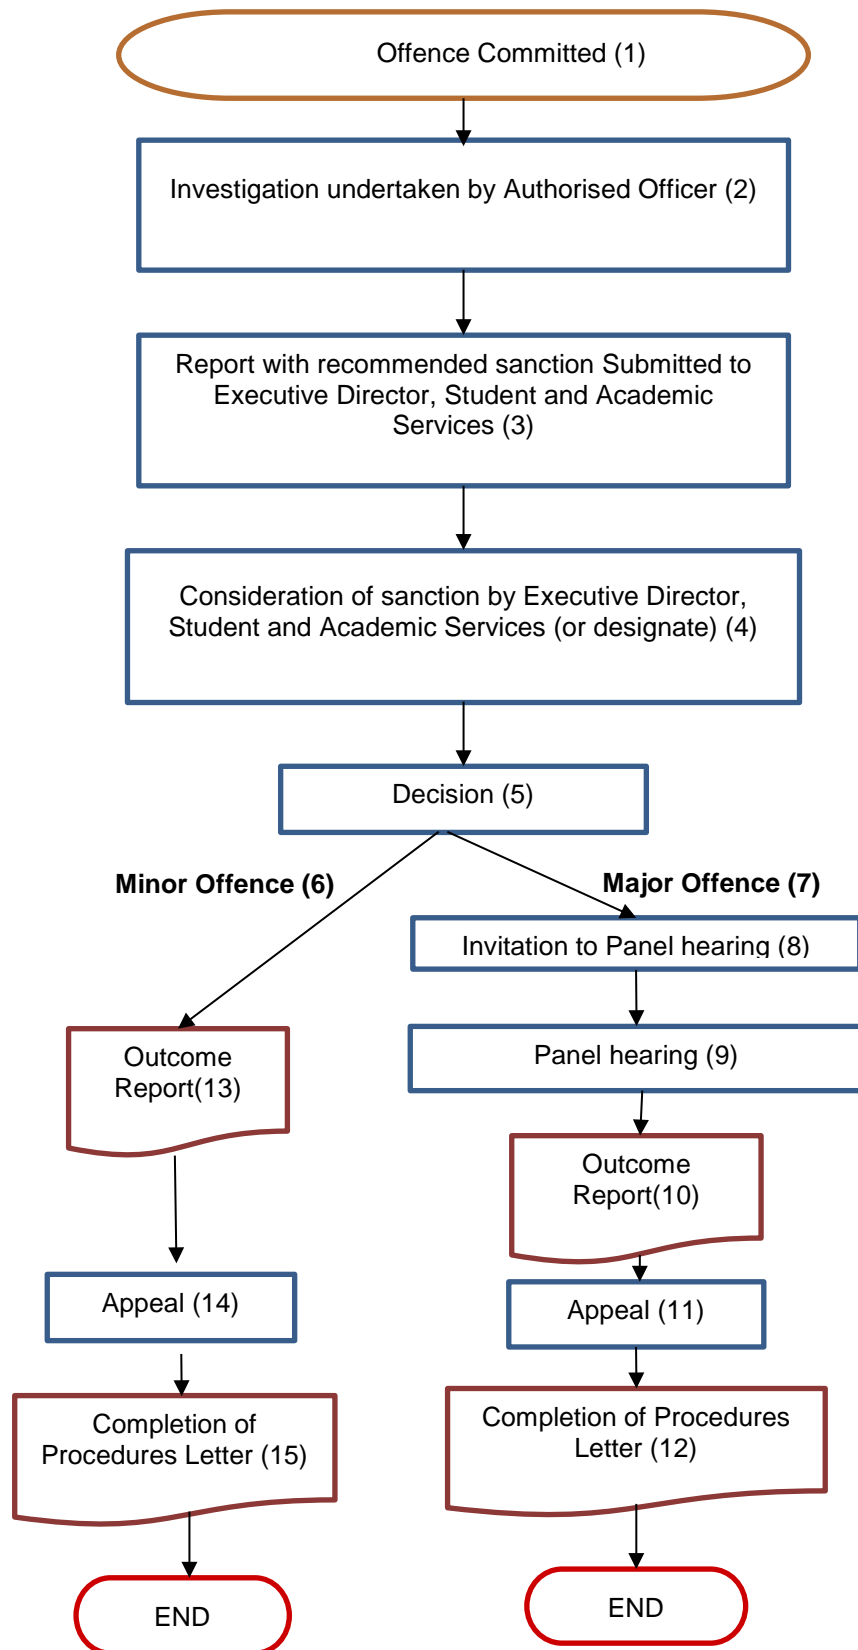 Offence Committed (1)
Investigation undertaken by Authorised Officer (2)
Report with recommended sanction Submitted to
Executive Director, Student and Academic
Services (3)
Consideration of sanction by Executive Director,
Student and Academic Services (or designate) (4)
Decision (5)
Minor Offence (6)
Major Offence (7)
Invitation to Panel hearing (8)
Panel hearing (9)
Outcome
Report(13)
Outcome
Report(10)
Appeal (14)
Appeal (11)
Completion of
Procedures Letter (15)
Completion of Procedures
Letter (12)
END
END